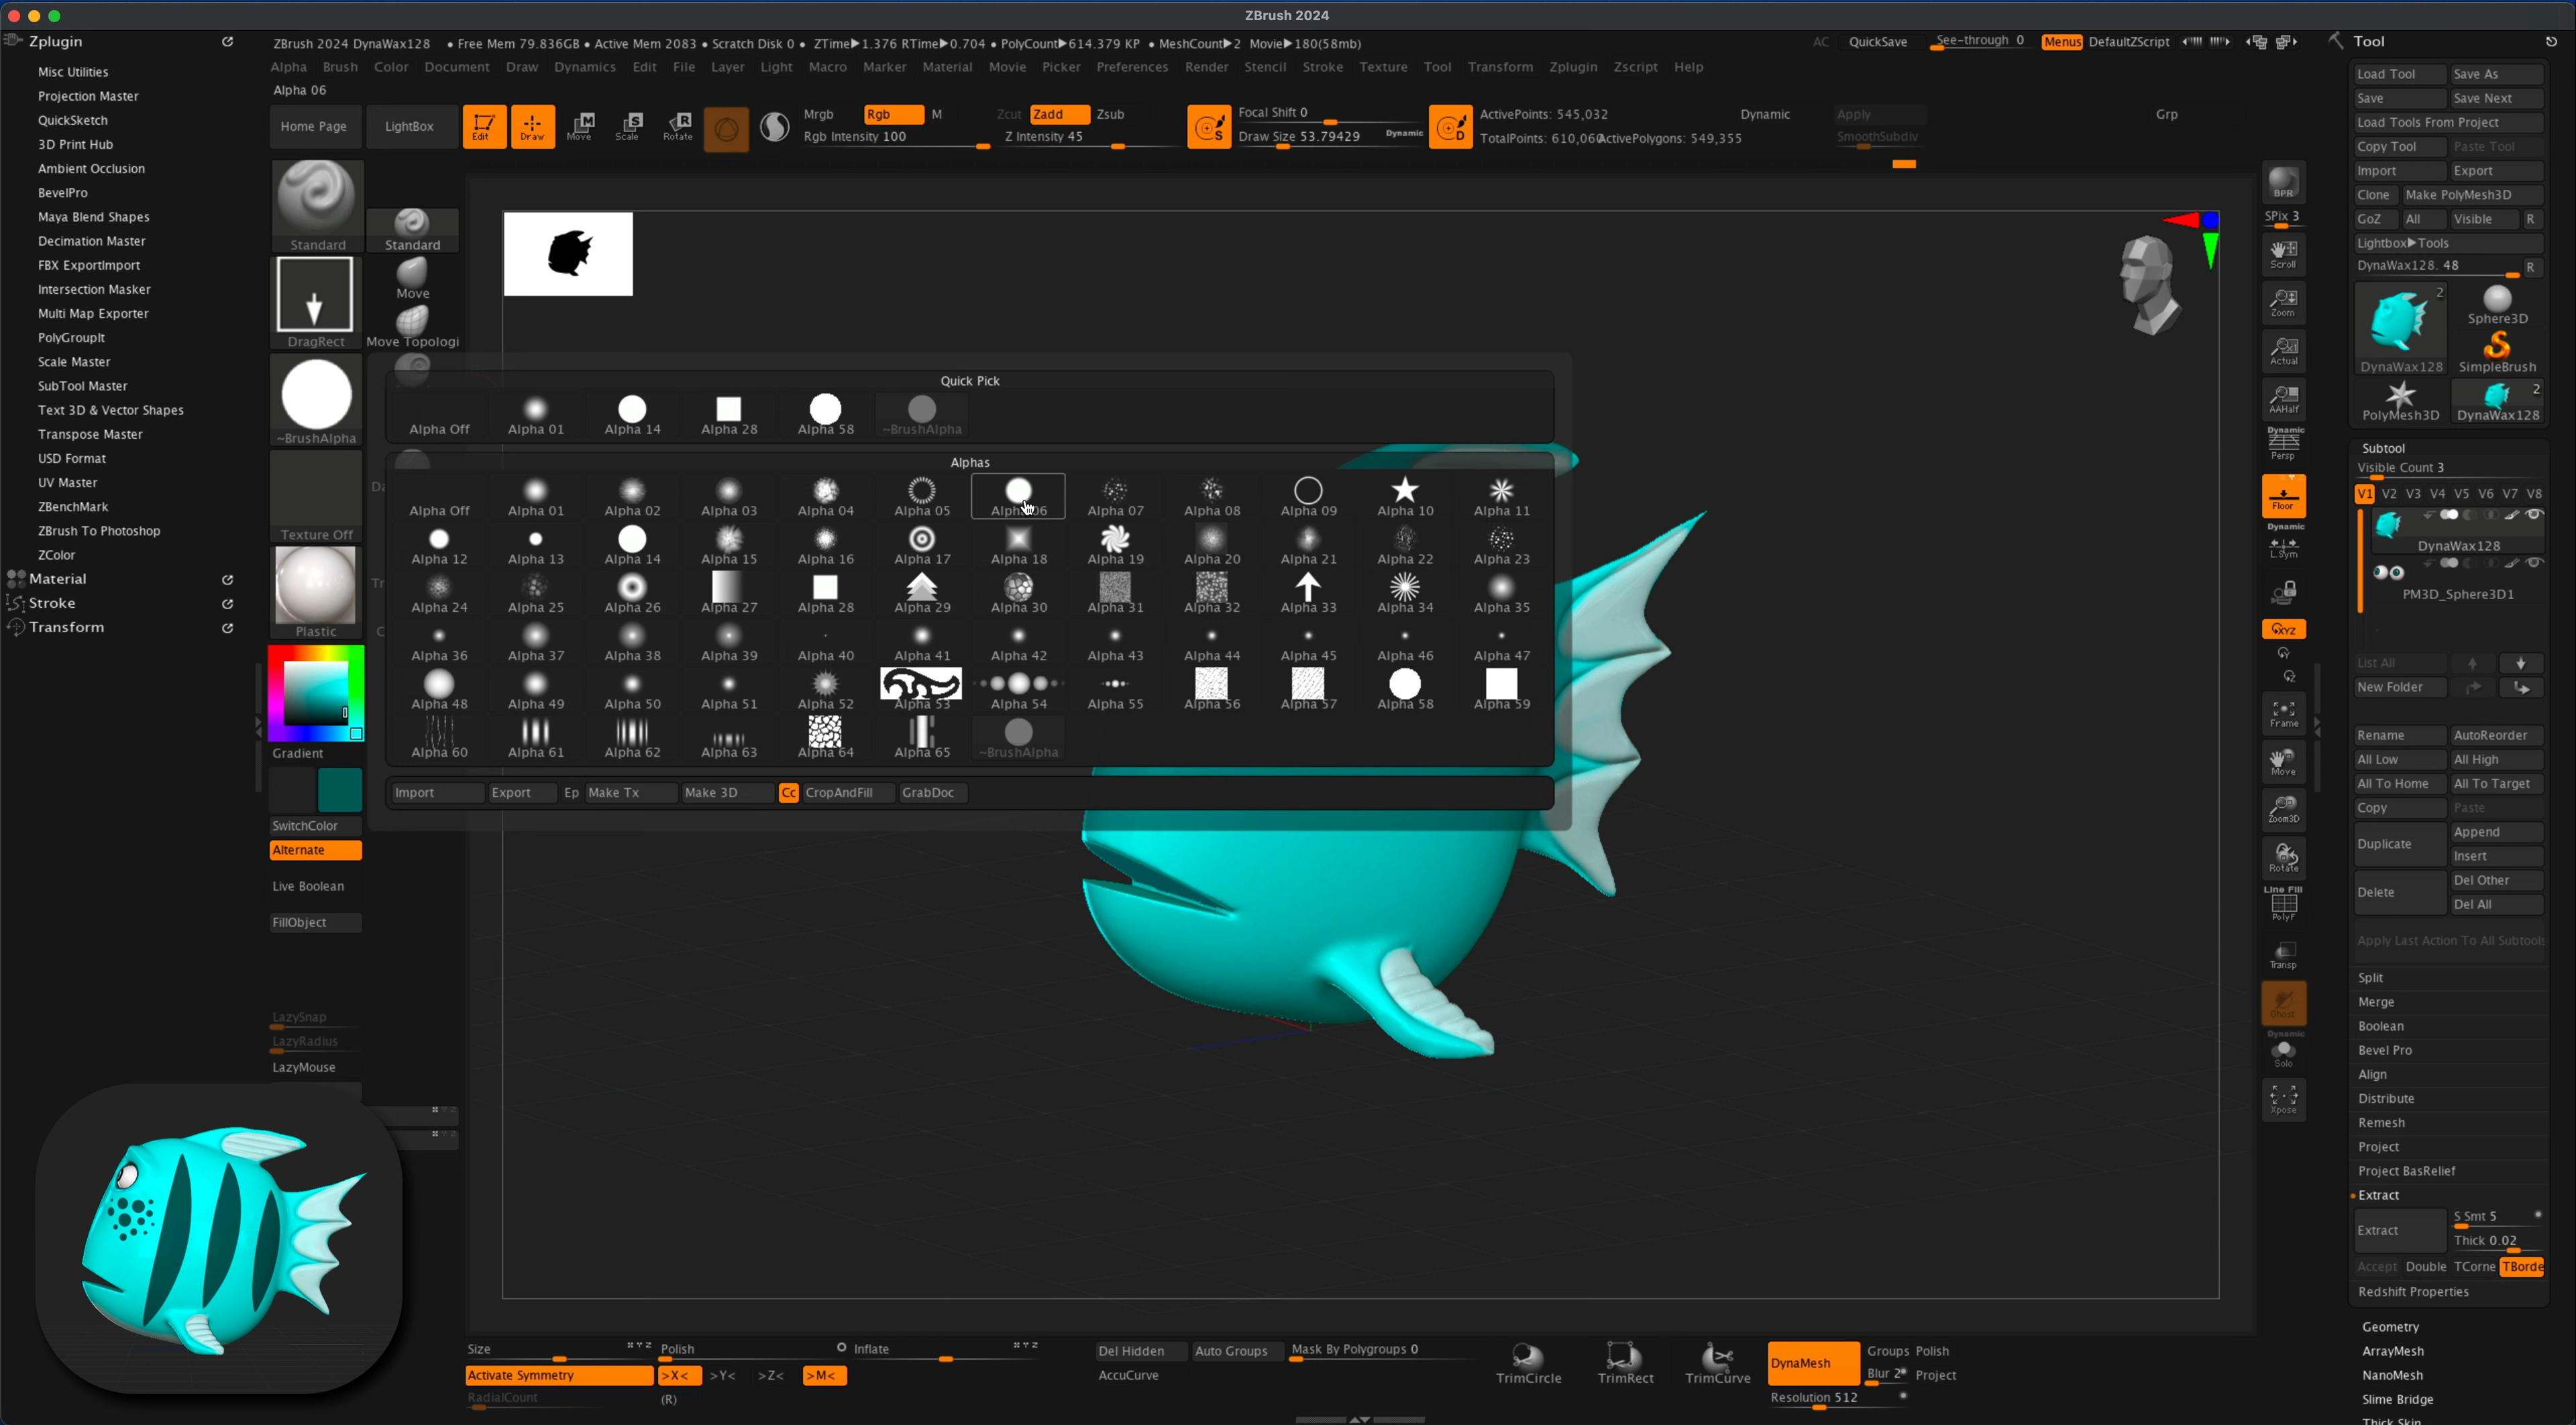 ZBrush 2024
Zplugin
Misc Utilities
Projection Master
QuickSketch
3D Print Hub
Ambient Occlusion
BevelPro
Maya Blend Shapes
Decimation Master
FBX ExportImport
Intersection Masker
Multi Map Exporter
PolyGroupIt
Scale Master
SubTool Master
Text 3D & Vector Shapes
Transpose Master
USD Format
UV Master
ZBenchMark
ZBrush To Photoshop
ZColor
Material
Stroke
Transform
ZBrush 2024 DynaWax128 • Free Mem 79.836GB • Active Mem 2083 • Scratch Disk 0 • ZTime▶1.376 RTime▶0.704 • PolyCount▶614.379 KP • MeshCount▶2 Movie▶180(58mb)
AC QuickSave See-through 0 Menus DefaultZScript
Alpha Brush Color Document Draw Dynamics Edit File Layer Light Macro Marker Material Movie Picker Preferences Render Stencil Stroke Texture Tool Transform Zplugin Zscript Help
Alpha 06
Home Page LightBox Edit Draw Move Scale Rotate
Mrgb Rgb M Zcut Zadd Zsub
Rgb Intensity 100 Z Intensity 45
Focal Shift 0
Draw Size 53.79429 Dynamic
ActivePoints: 545,032 Dynamic Apply Grp
TotalPoints: 610,060 ActivePolygons: 549,355 SmoothSubdiv
Standard Standard
Move
DragRect Move Topologi
~BrushAlpha
Texture Off
Plastic
Gradient
SwitchColor
Alternate
Live Boolean
FillObject
LazySnap
LazyRadius
LazyMouse
Quick Pick
Alpha Off Alpha 01 Alpha 14 Alpha 28 Alpha 58 ~BrushAlpha
Alphas
Alpha Off Alpha 01 Alpha 02 Alpha 03 Alpha 04 Alpha 05 Alpha 06 Alpha 07 Alpha 08 Alpha 09 Alpha 10 Alpha 11
Alpha 12 Alpha 13 Alpha 14 Alpha 15 Alpha 16 Alpha 17 Alpha 18 Alpha 19 Alpha 20 Alpha 21 Alpha 22 Alpha 23
Alpha 24 Alpha 25 Alpha 26 Alpha 27 Alpha 28 Alpha 29 Alpha 30 Alpha 31 Alpha 32 Alpha 33 Alpha 34 Alpha 35
Alpha 36 Alpha 37 Alpha 38 Alpha 39 Alpha 40 Alpha 41 Alpha 42 Alpha 43 Alpha 44 Alpha 45 Alpha 46 Alpha 47
Alpha 48 Alpha 49 Alpha 50 Alpha 51 Alpha 52 Alpha 53 Alpha 54 Alpha 55 Alpha 56 Alpha 57 Alpha 58 Alpha 59
Alpha 60 Alpha 61 Alpha 62 Alpha 63 Alpha 64 Alpha 65 ~BrushAlpha
Import Export Ep Make Tx Make 3D Cc CropAndFill GrabDoc
Size Polish Inflate
Activate Symmetry >X< >Y< >Z< >M<
RadialCount (R)
Del Hidden Auto Groups Mask By Polygroups 0
AccuCurve
TrimCircle TrimRect TrimCurve
DynaMesh Groups Polish
Blur 2 Project
Resolution 512
BPR
SPix 3
Scroll
Zoom
Actual
AAHalf
Dynamic
Persp
Floor
Dynamic
L.Sym
XYZ
Frame
Move
Zoom3D
Rotate
Line Fill
PolyF
Transp
Ghost
Dynamic
Solo
Xpose
Tool
Load Tool Save As
Save Save Next
Load Tools From Project
Copy Tool Paste Tool
Import Export
Clone Make PolyMesh3D
GoZ All Visible R
Lightbox▶Tools
DynaWax128. 48 R
2
Sphere3D
DynaWax128 SimpleBrush
2
PolyMesh3D DynaWax128
Subtool
Visible Count 3
V1 V2 V3 V4 V5 V6 V7 V8
DynaWax128
PM3D_Sphere3D1
List All
New Folder
Rename AutoReorder
All Low All High
All To Home All To Target
Copy Paste
Duplicate Append
Insert
Delete Del Other
Del All
Apply Last Action To All Subtools
Split
Merge
Boolean
Bevel Pro
Align
Distribute
Remesh
Project
Project BasRelief
Extract
Extract S Smt 5
Thick 0.02
Accept Double TCorne TBorde
Redshift Properties
Geometry
ArrayMesh
NanoMesh
Slime Bridge
Thick Skin